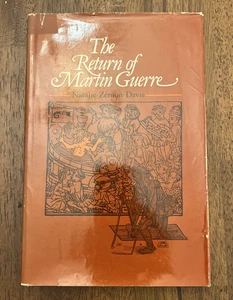 The
Return of
Martin Guerre
Natalie Zemon Davis